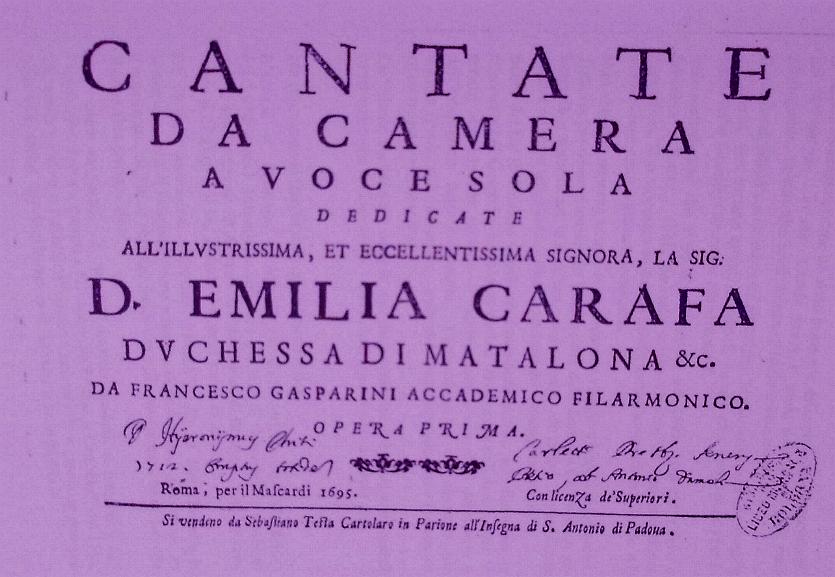 CANTATE
DA CAMERA
A VOCE SOLA
DEDICATE
ALL'ILLVSTRISSIMA, ET ECCELLENTISSIMA SIGNORA, LA SIG:
D. EMILIA CARAFA
DVCHESSA DI MATALONA &c.
DA FRANCESCO GASPARINI ACCADEMICO FILARMONICO.
OPERA PRIMA.
1712.
Roma, per il Maſcardi 1695.
Con licenza de' Superiori.
Si vendeno da Sebaſtiano Teſta Cartolaro in Parione all'Inſegna di S. Antonio di Padoua.